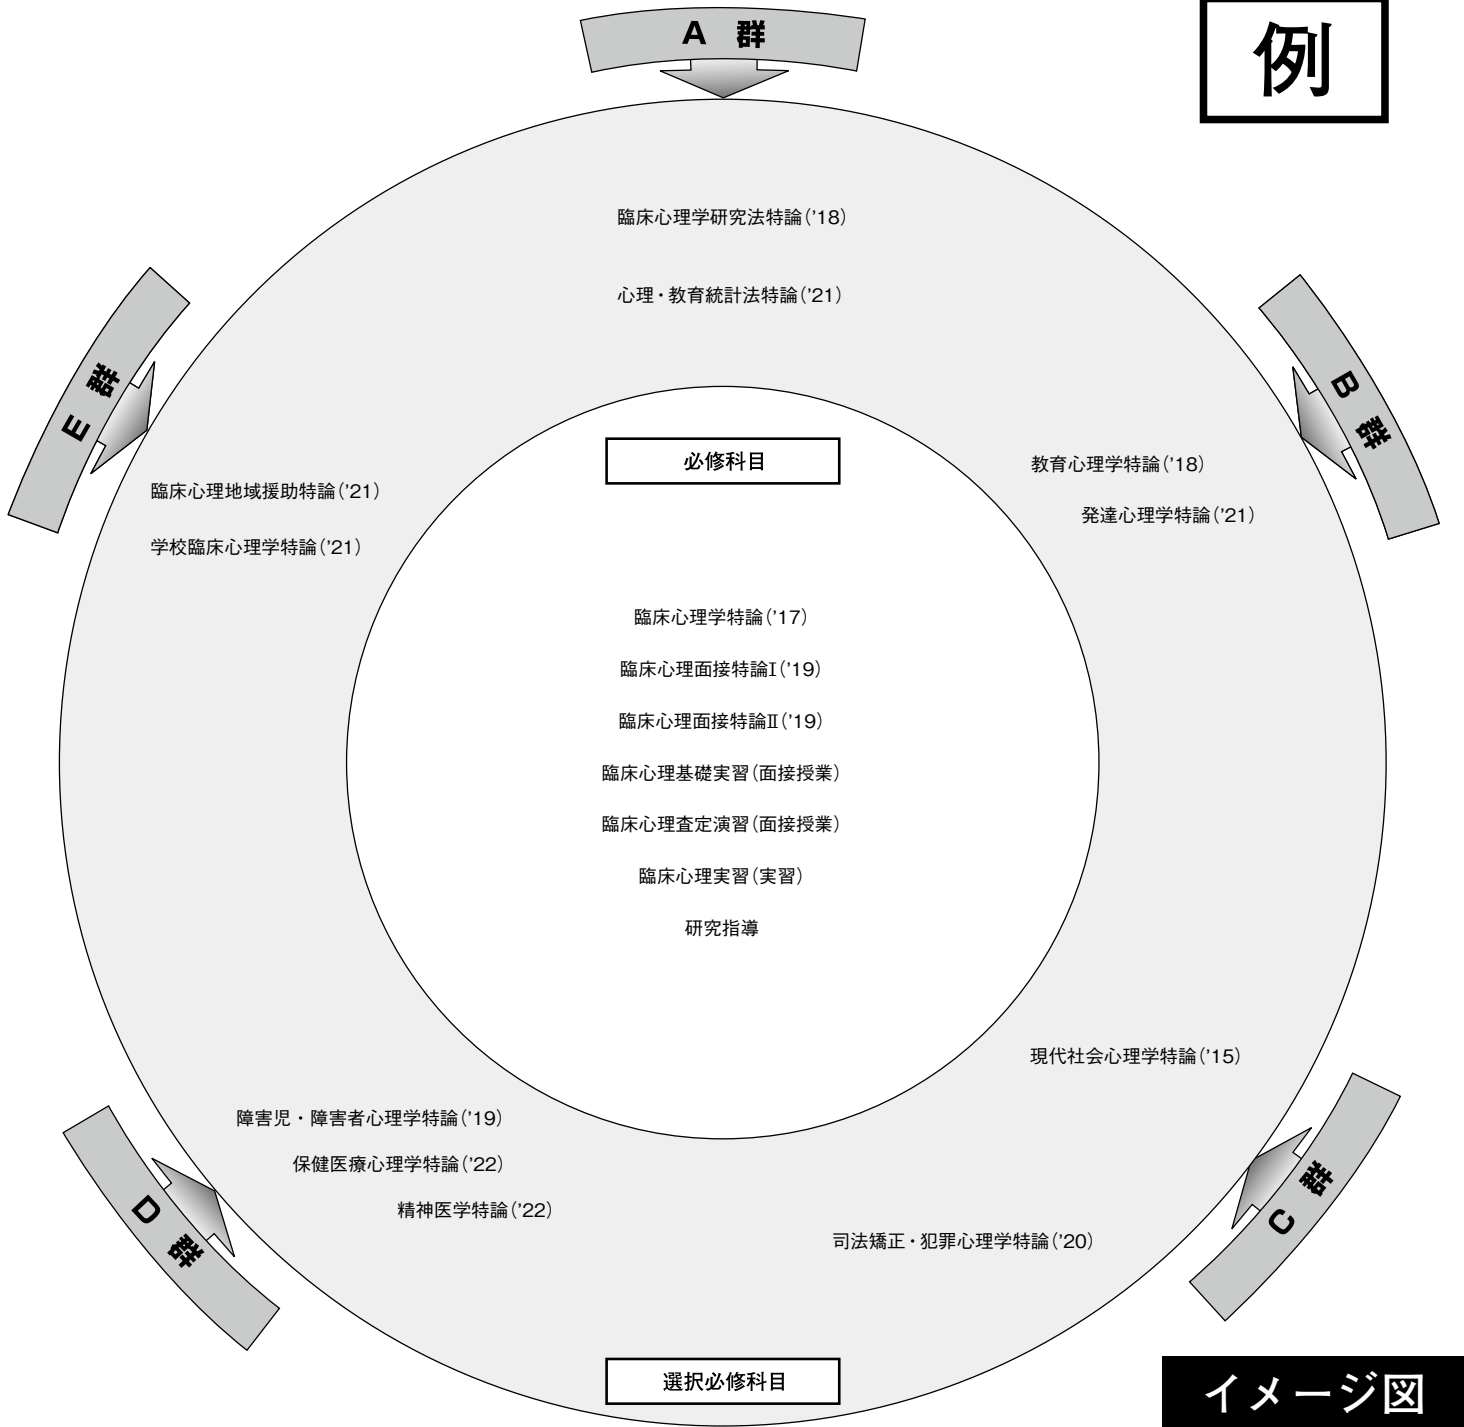 A 群
例
臨床心理学研究法特論('18)
心理・教育統計法特論('21)
E 群
B 群
臨床心理地域援助特論('21)
学校臨床心理学特論('21)
教育心理学特論('18)
発達心理学特論('21)
必修科目
臨床心理学特論('17)
臨床心理面接特論Ⅰ('19)
臨床心理面接特論Ⅱ('19)
臨床心理基礎実習(面接授業)
臨床心理査定演習(面接授業)
臨床心理実習(実習)
研究指導
現代社会心理学特論('15)
司法矯正・犯罪心理学特論('20)
C 群
障害児・障害者心理学特論('19)
保健医療心理学特論('22)
精神医学特論('22)
D 群
選択必修科目
イメージ図